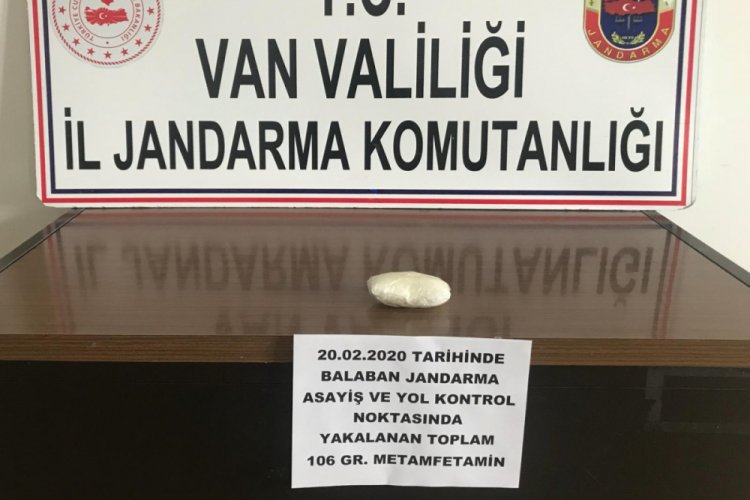 T.C.
VAN VALİLİĞİ
İL JANDARMA KOMUTANLIĞI
JANDARMA
20.02.2020 TARİHİNDE
BALABAN JANDARMA
ASAYİŞ VE YOL KONTROL
NOKTASINDA
YAKALANAN TOPLAM
106 GR. METAMFETAMİN